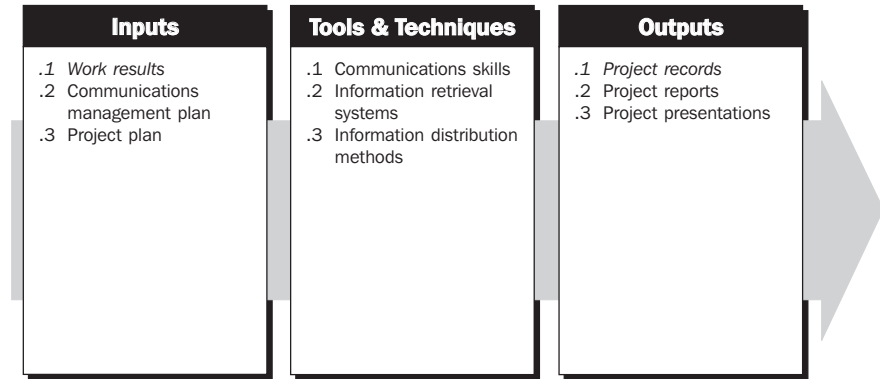 Inputs
.1 Work results
.2 Communications
management plan
.3 Project plan
Tools & Techniques
.1 Communications skills
.2 Information retrieval
systems
.3 Information distribution
methods
Outputs
.1 Project records
.2 Project reports
.3 Project presentations